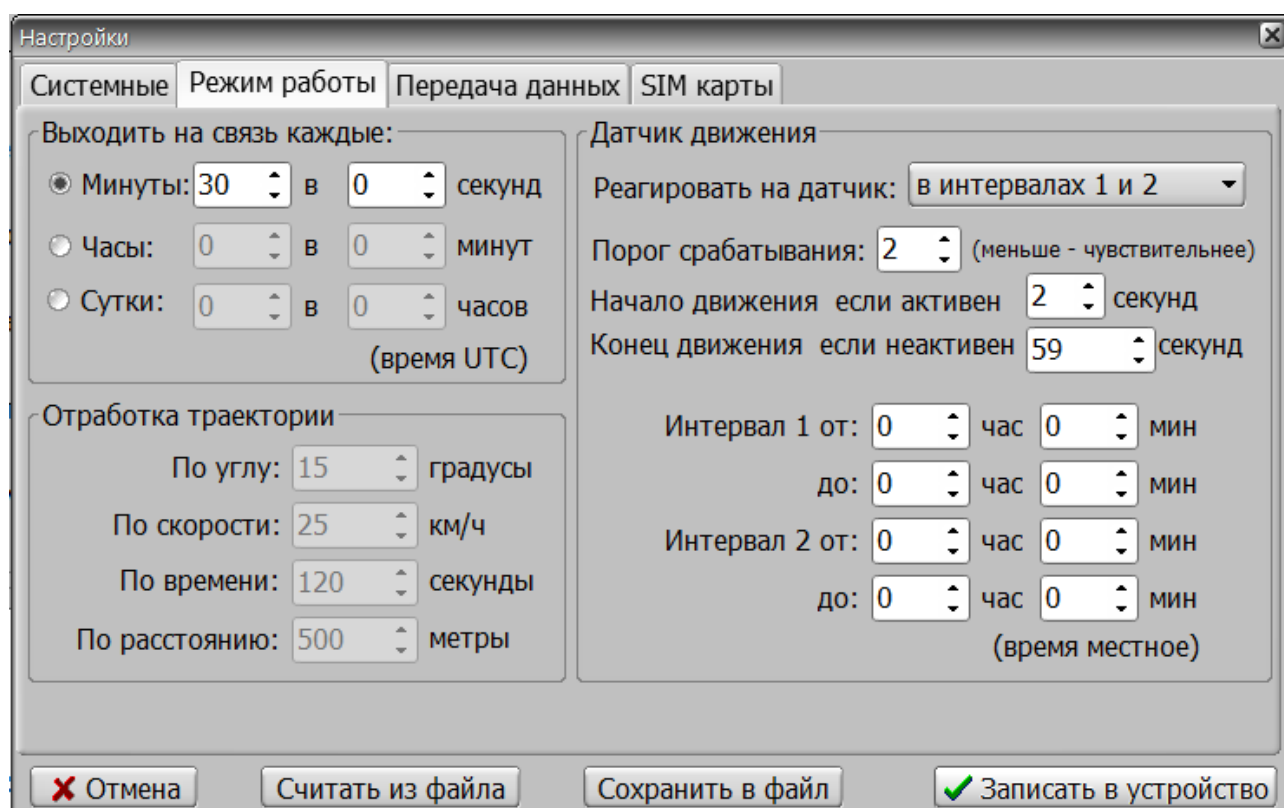 Настройки
Системные Режим работы Передача данных SIM карты
Выходить на связь каждые:
Минуты: 30 в 0 секунд
Часы: 0 в 0 минут
Сутки: 0 в 0 часов
(время UTC)
Отработка траектории
По углу: 15 градусы
По скорости: 25 км/ч
По времени: 120 секунды
По расстоянию: 500 метры
Датчик движения
Реагировать на датчик: в интервалах 1 и 2
Порог срабатывания: 2 (меньше - чувствительнее)
Начало движения если активен 2 секунд
Конец движения если неактивен 59 секунд
Интервал 1 от: 0 час 0 мин
до: 0 час 0 мин
Интервал 2 от: 0 час 0 мин
до: 0 час 0 мин
(время местное)
Отмена Считать из файла Сохранить в файл Записать в устройство